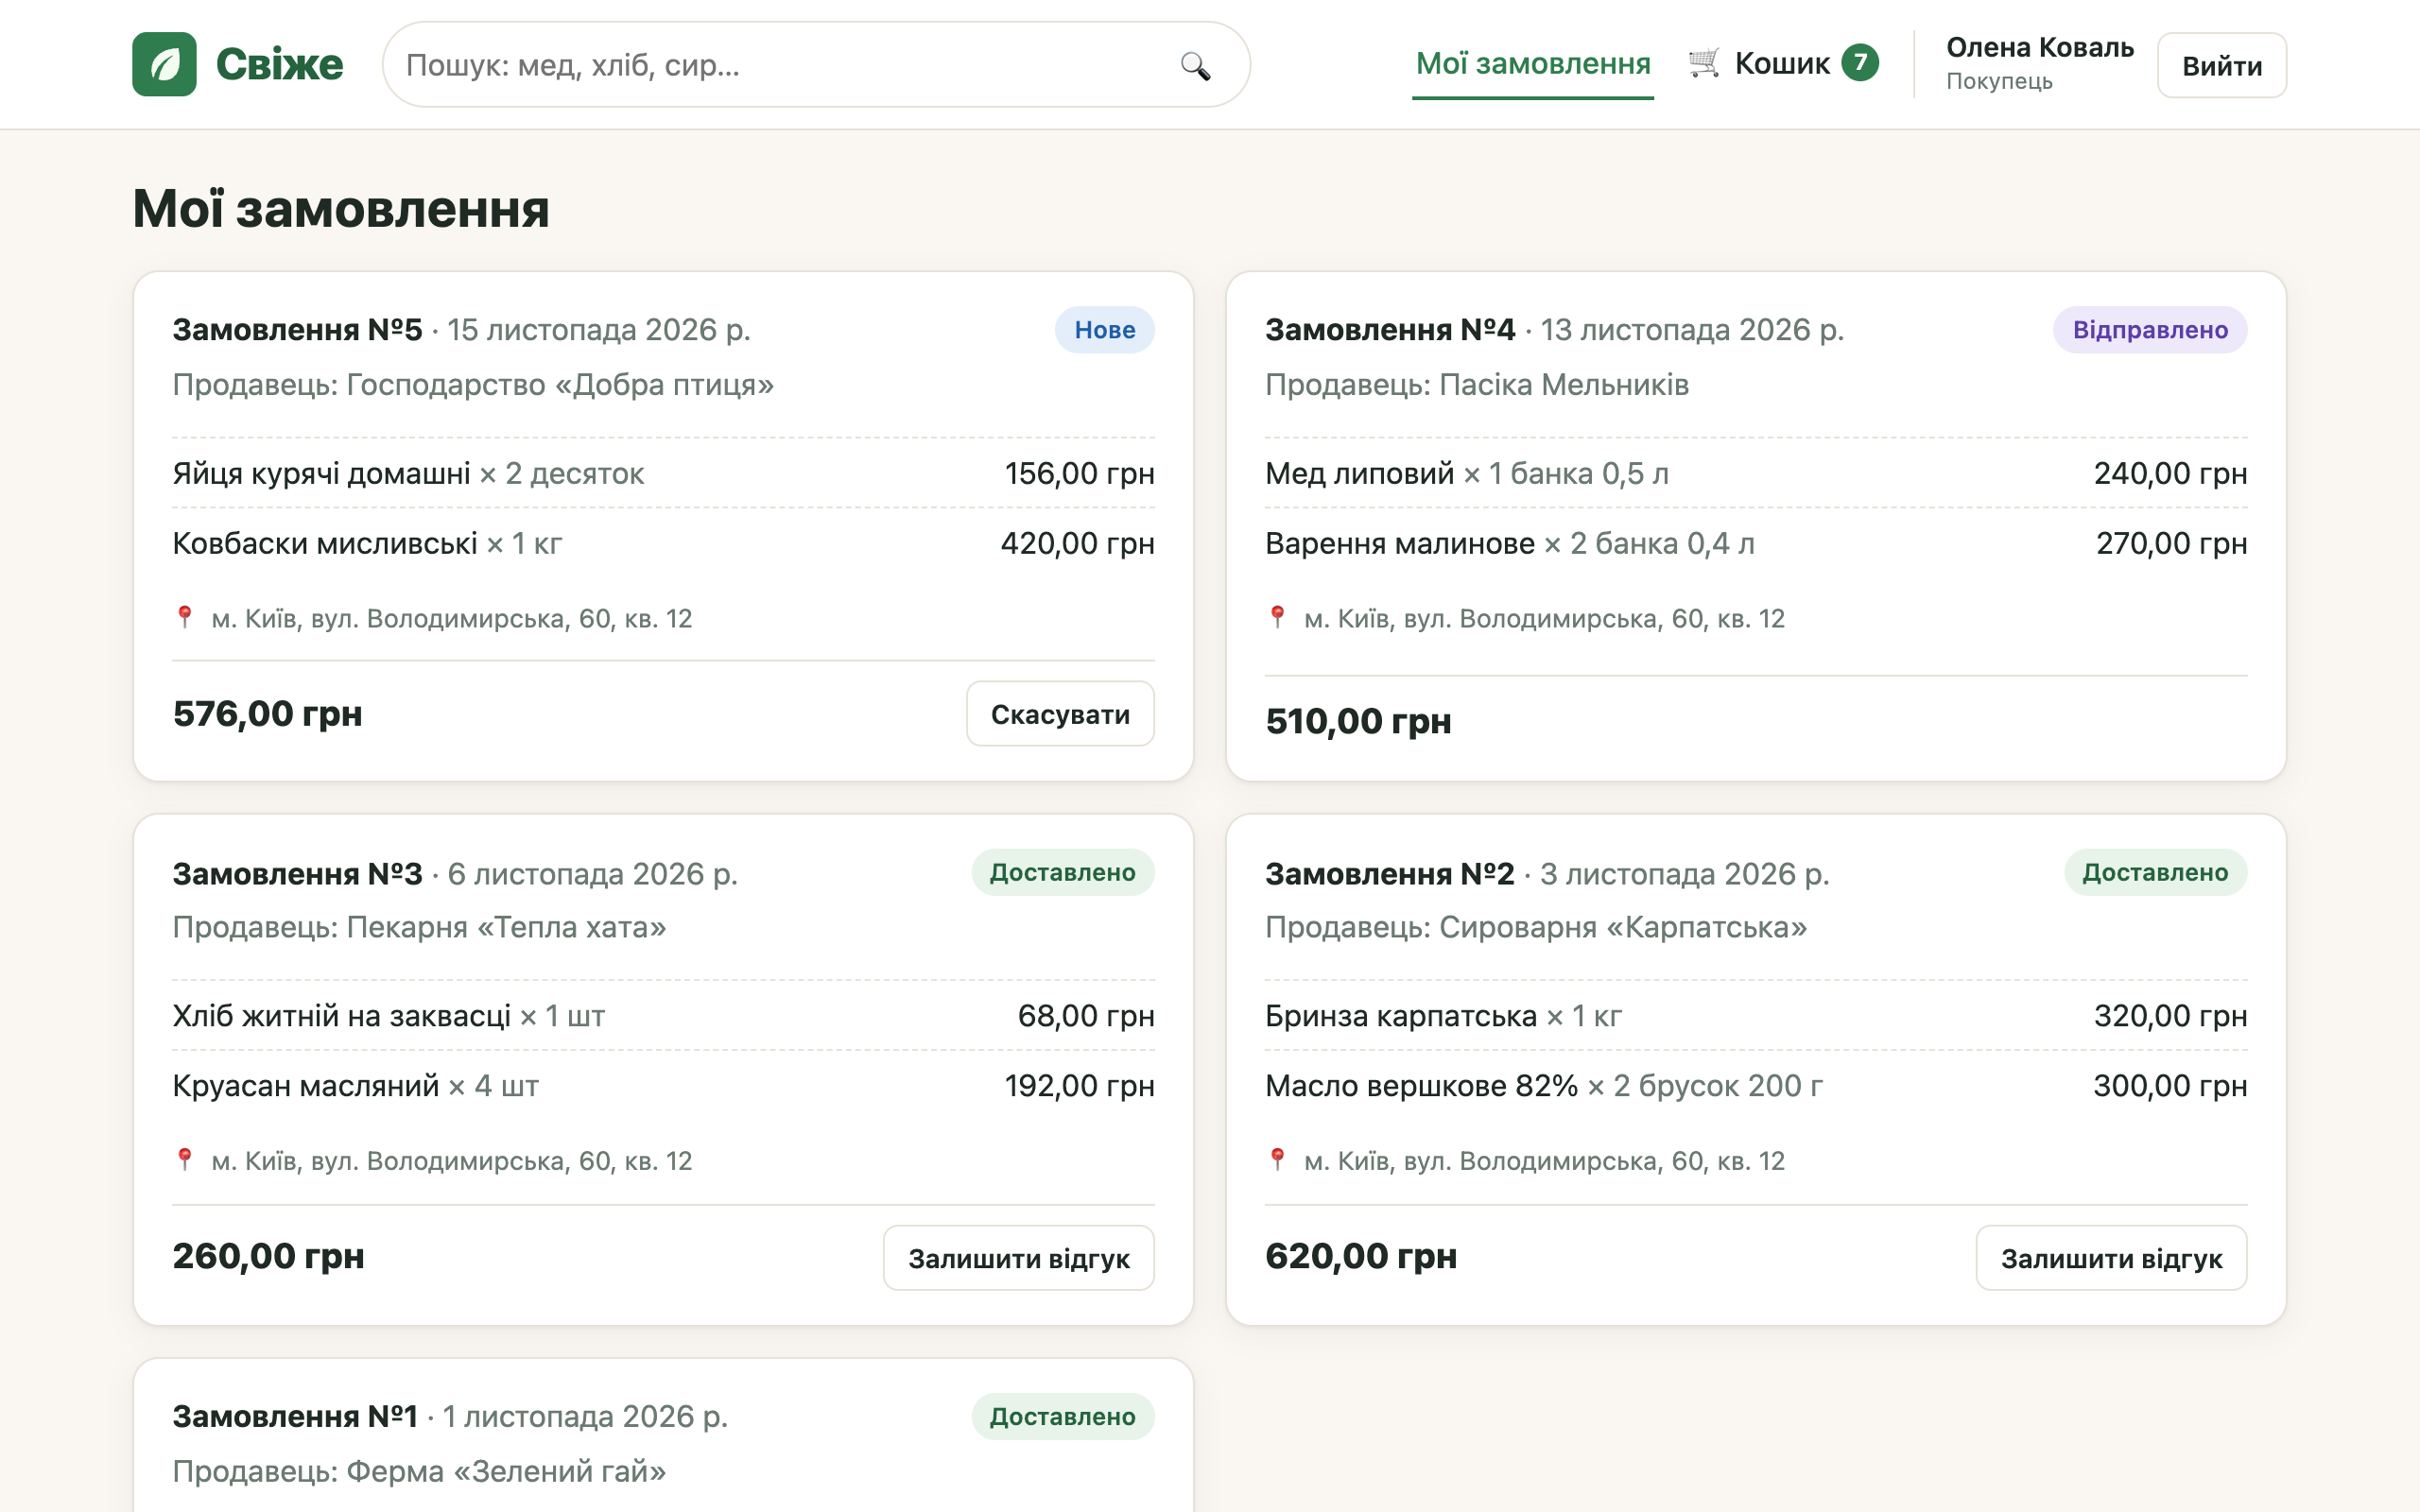 Свіже
Пошук: мед, хліб, сир...
Мої замовлення
Кошик 7
Олена Коваль
Покупець
Вийти
Мої замовлення
Замовлення №5 · 15 листопада 2026 р.
Нове
Продавець: Господарство «Добра птиця»
Яйця курячі домашні × 2 десяток 156,00 грн
Ковбаски мисливські × 1 кг 420,00 грн
м. Київ, вул. Володимирська, 60, кв. 12
576,00 грн
Скасувати
Замовлення №4 · 13 листопада 2026 р.
Відправлено
Продавець: Пасіка Мельників
Мед липовий × 1 банка 0,5 л 240,00 грн
Варення малинове × 2 банка 0,4 л 270,00 грн
м. Київ, вул. Володимирська, 60, кв. 12
510,00 грн
Замовлення №3 · 6 листопада 2026 р.
Доставлено
Продавець: Пекарня «Тепла хата»
Хліб житній на заквасці × 1 шт 68,00 грн
Круасан масляний × 4 шт 192,00 грн
м. Київ, вул. Володимирська, 60, кв. 12
260,00 грн
Залишити відгук
Замовлення №2 · 3 листопада 2026 р.
Доставлено
Продавець: Сироварня «Карпатська»
Бринза карпатська × 1 кг 320,00 грн
Масло вершкове 82% × 2 брусок 200 г 300,00 грн
м. Київ, вул. Володимирська, 60, кв. 12
620,00 грн
Залишити відгук
Замовлення №1 · 1 листопада 2026 р.
Доставлено
Продавець: Ферма «Зелений гай»